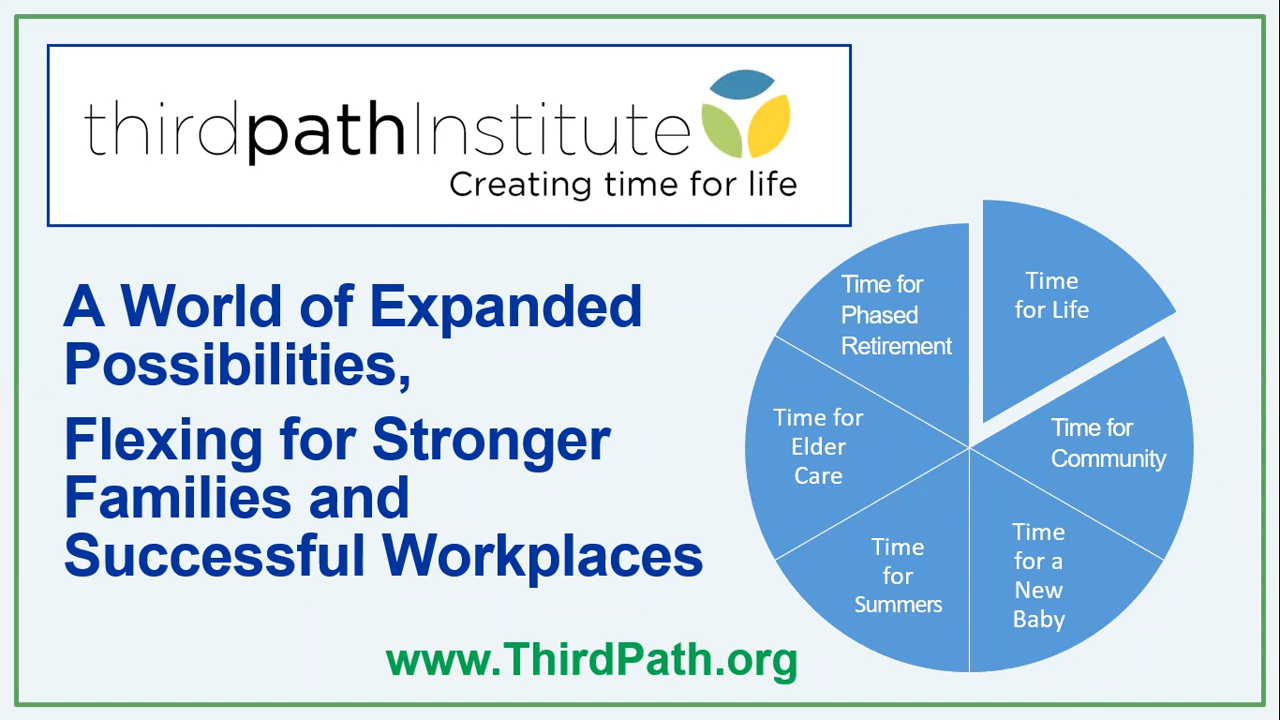 thirdpathInstitute
Creating time for life
A World of Expanded
Possibilities,
Flexing for Stronger
Families and
Successful Workplaces
www.ThirdPath.org
Time
for Life
Time for
Community
Time
for a
New
Baby
Time
for
Summers
Time for
Elder
Care
Time for
Phased
Retirement